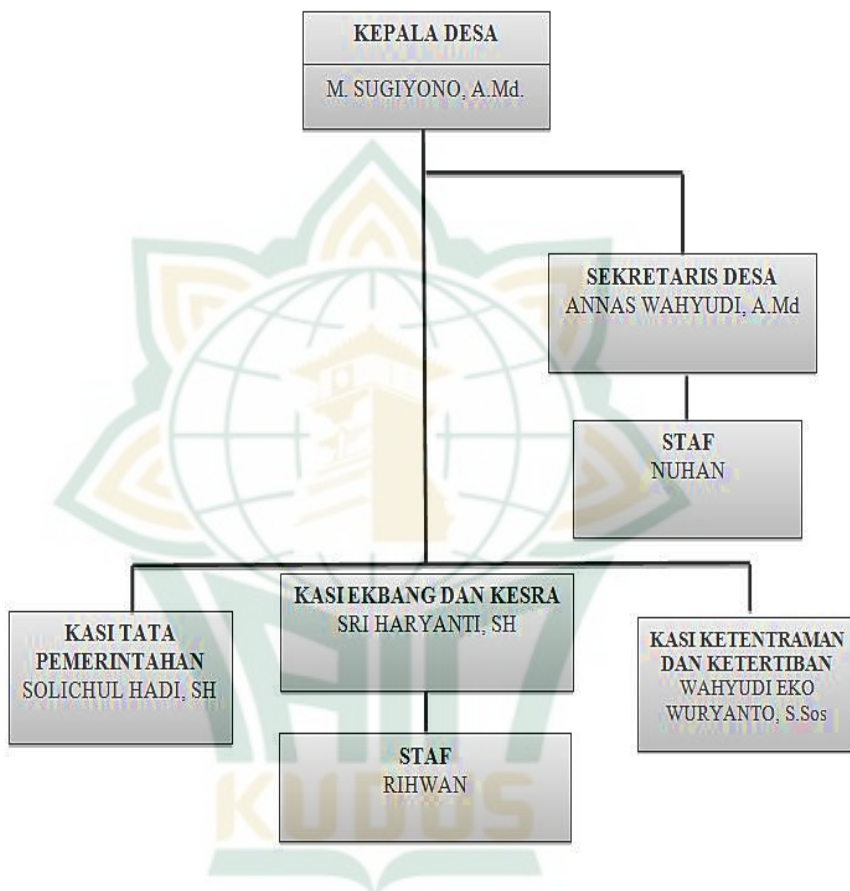 KEPALA DESA
M. SUGIYONO, A.Md.
SEKRETARIS DESA
ANNAS WAHYUDI, A.Md
STAF
NUHAN
KASI TATA
PEMERINTAHAN
SOLICHUL HADI, SH
KASI EKBANG DAN KESRA
SRI HARYANTI, SH
STAF
RIHWAN
KASI KETENTRAMAN
DAN KETERTIBAN
WAHYUDI EKO
WURYANTO, S.Sos
KUDUS